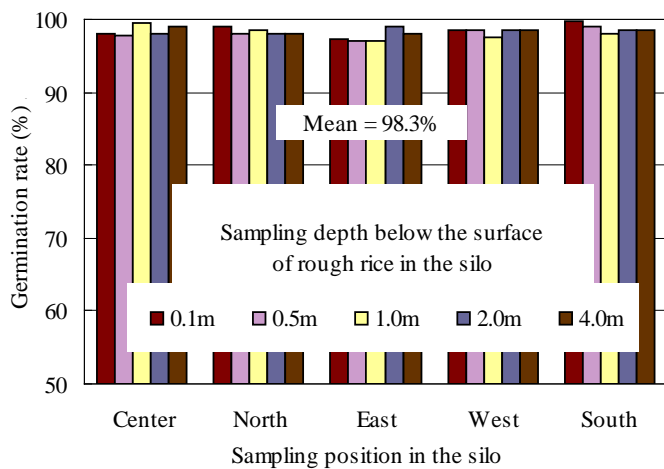 100
90
80
70
60
50
Germination rate (%)
Mean = 98.3%
Sampling depth below the surface
of rough rice in the silo
0.1m 0.5m 1.0m 2.0m 4.0m
Center North East West South
Sampling position in the silo